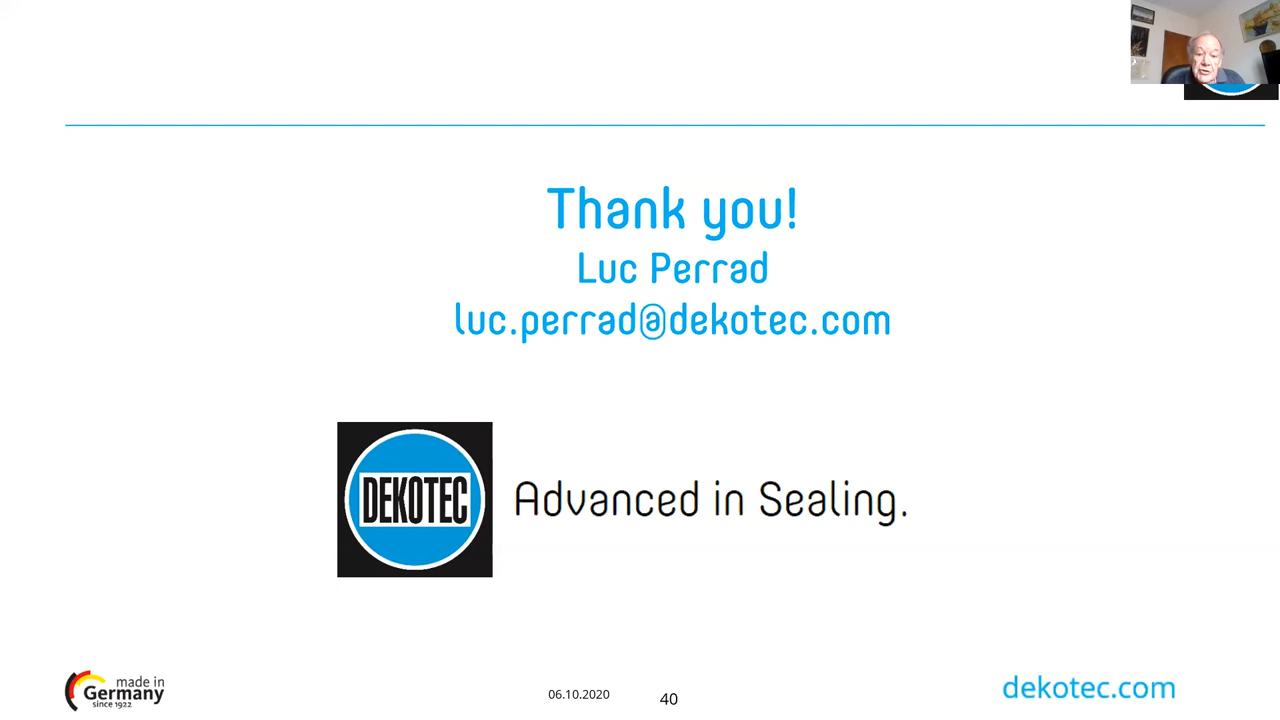 Thank you!
Luc Perrad
luc.perrad@dekotec.com
DEKOTEC
Advanced in Sealing.
made in
Germany
since 1922
06.10.2020
40
dekotec.com